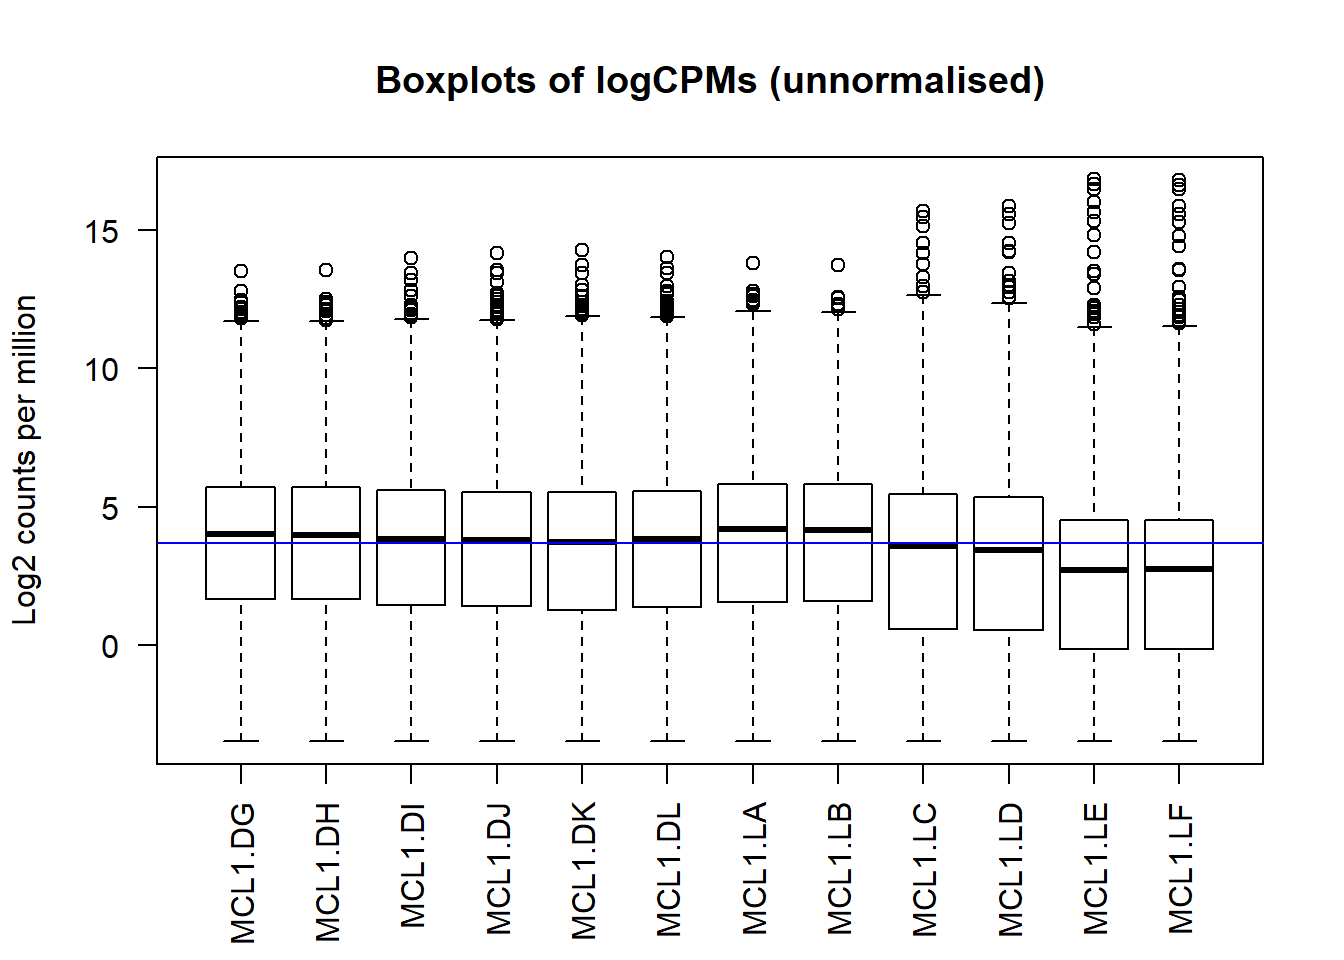 Boxplots of logCPMs (unnormalised)
Log2 counts per million
15
10
5
0
MCL1.DG
MCL1.DH
MCL1.DI
MCL1.DJ
MCL1.DK
MCL1.DL
MCL1.LA
MCL1.LB
MCL1.LC
MCL1.LD
MCL1.LE
MCL1.LF